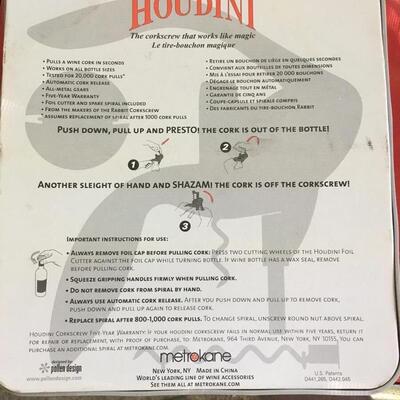 HOUDINI
The corkscrew that works like magic
Le tire-bouchon magique
• Pulls a wine cork in seconds
• Works on all bottle sizes
• Tested for 20,000 cork pulls*
• Automatic cork release
• All-metal gears
• Five-Year Warranty
• Foil cutter and spare spiral included
• From the makers of the Rabbit Corkscrew
* assumes replacement of spiral after 1000 cork pulls
• Retire un bouchon de liège en quelques secondes
• Convient aux bouteilles de toutes dimensions
• Mis à l'essai pour retirer 20 000 bouchons
• Dégage le bouchon automatiquement
• Engrenage tout en métal
• Garantie de cinq ans
• Coupe-capsule et spirale compris
• Des fabricants du tire-bouchon Rabbit
Push down, pull up and PRESTO! the cork is out of the bottle!
1
2
Another sleight of hand and SHAZAM! the cork is off the corkscrew!
3
Important instructions for use:
• Always remove foil cap before pulling cork: Press two cutting wheels of the Houdini Foil
Cutter against the foil cap while turning bottle. If wine bottle has a wax seal, remove
before pulling cork.
• Squeeze gripping handles firmly when pulling cork.
• Do not remove cork from spiral by hand.
• Always use automatic cork release. After you push down and pull up to remove cork,
push down and pull up again to release cork.
• Replace spiral after 800-1,000 cork pulls. To change spiral, unscrew round nut above spiral.
Houdini Corkscrew Five-Year Warranty: If your houdini corkscrew fails in normal use within five years, return it
for repair or replacement, with proof of purchase, to: Metrokane, 964 Third Avenue, New York, NY 10155. You can
purchase an additional spiral at metrokane.com.
designed by
pollen design
www.pollendesign.com
metrokane
New York, NY Made in China
World's leading line of wine accessories
See them all at metrokane.com
U.S. Patents
D441,265, D443,045